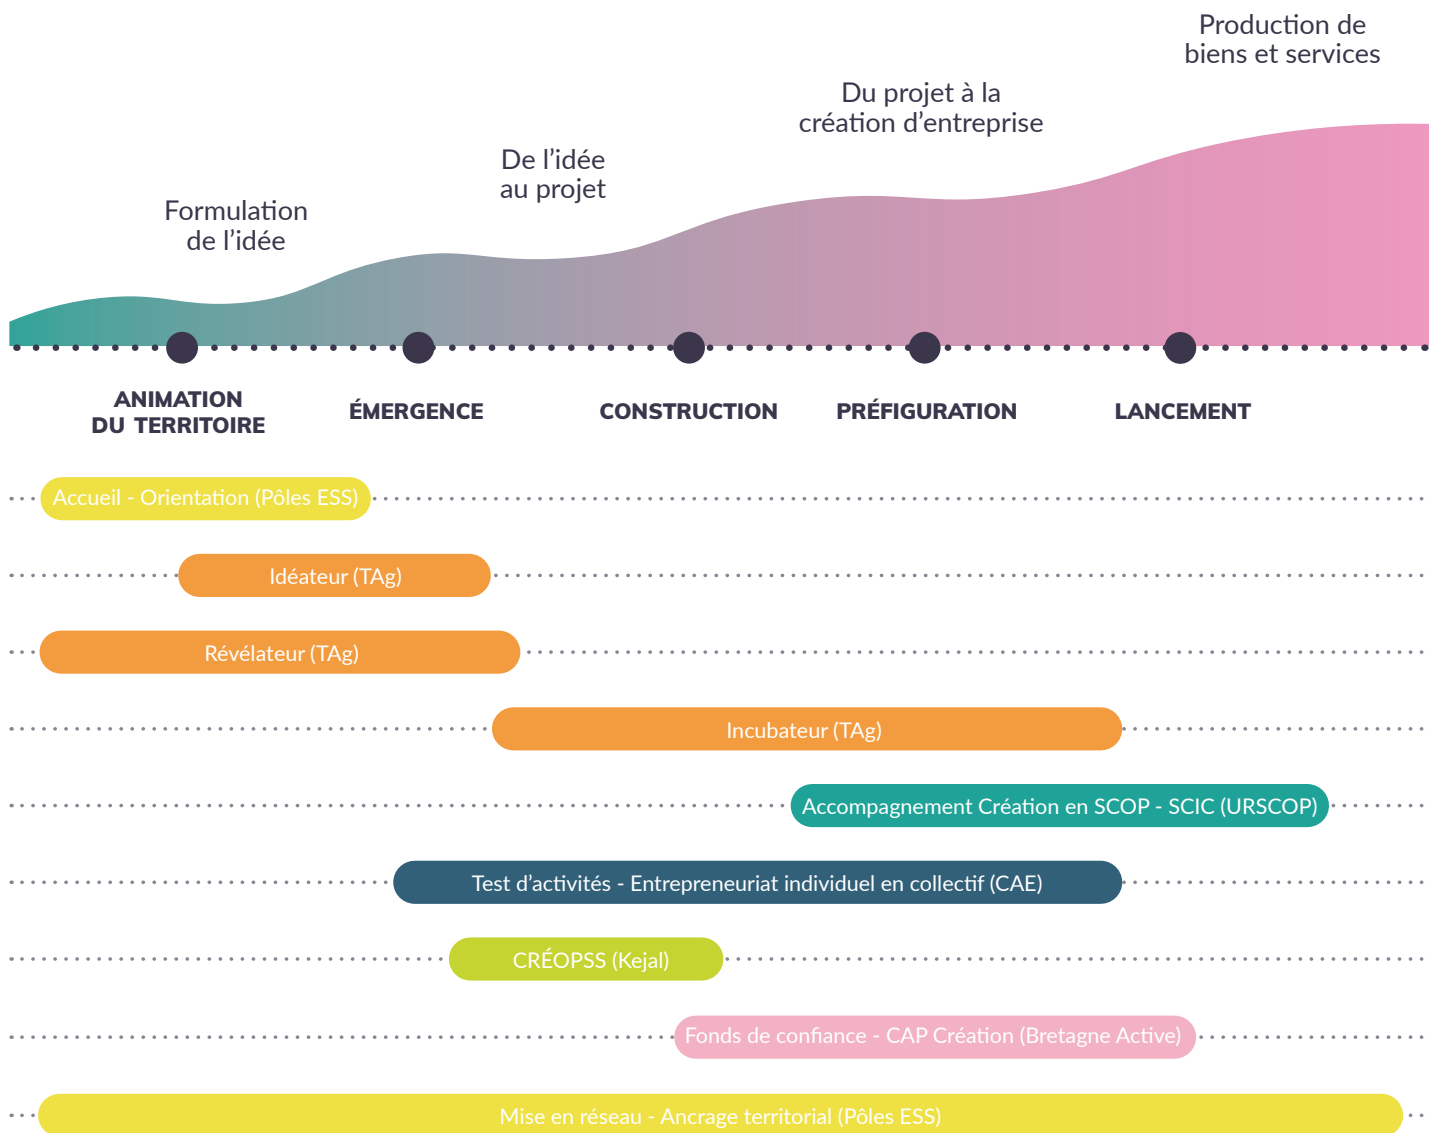 Production de
biens et services
Du projet à la
création d’entreprise
De l’idée
au projet
Formulation
de l’idée
ANIMATION
DU TERRITOIRE
ÉMERGENCE
CONSTRUCTION
PRÉFIGURATION
LANCEMENT
Accueil - Orientation (Pôles ESS)
Idéateur (TAg)
Révélateur (TAg)
Incubateur (TAg)
Accompagnement Création en SCOP - SCIC (URSCOP)
Test d’activités - Entrepreneuriat individuel en collectif (CAE)
CRÉOPSS (Kejal)
Fonds de confiance - CAP Création (Bretagne Active)
Mise en réseau - Ancrage territorial (Pôles ESS)